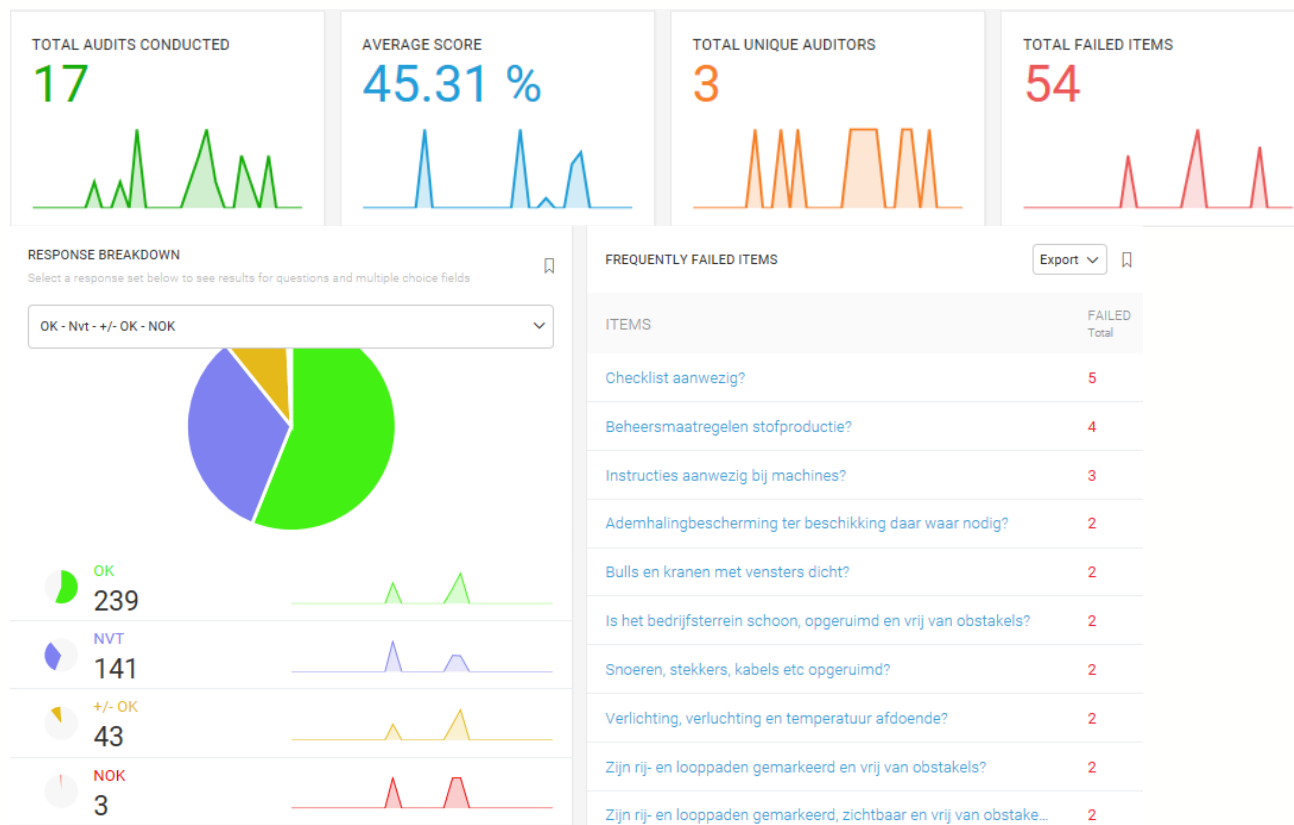 TOTAL AUDITS CONDUCTED
17
AVERAGE SCORE
45.31 %
TOTAL UNIQUE AUDITORS
3
TOTAL FAILED ITEMS
54
RESPONSE BREAKDOWN
Select a response set below to see results for questions and multiple choice fields
OK - Nvt - +/- OK - NOK
OK
239
NVT
141
+/- OK
43
NOK
3
FREQUENTLY FAILED ITEMS
Export
ITEMS
FAILED
Total
Checklist aanwezig?
5
Beheersmaatregelen stofproductie?
4
Instructies aanwezig bij machines?
3
Ademhalingbescherming ter beschikking daar waar nodig?
2
Bulls en kranen met vensters dicht?
2
Is het bedrijfsterrein schoon, opgeruimd en vrij van obstakels?
2
Snoeren, stekkers, kabels etc opgeruimd?
2
Verlichting, verluchting en temperatuur afdoende?
2
Zijn rij- en looppaden gemarkeerd en vrij van obstakels?
2
Zijn rij- en looppaden gemarkeerd, zichtbaar en vrij van obstake...
2